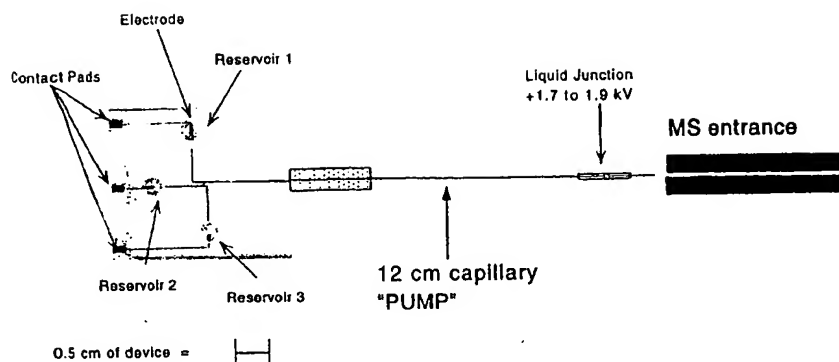 Electrode
Reservoir 1
Contact Pads
Liquid Junction
+1.7 to 1.9 kV
MS entrance
Reservoir 2
Reservoir 3
12 cm capillary
"PUMP"
0.5 cm of device =